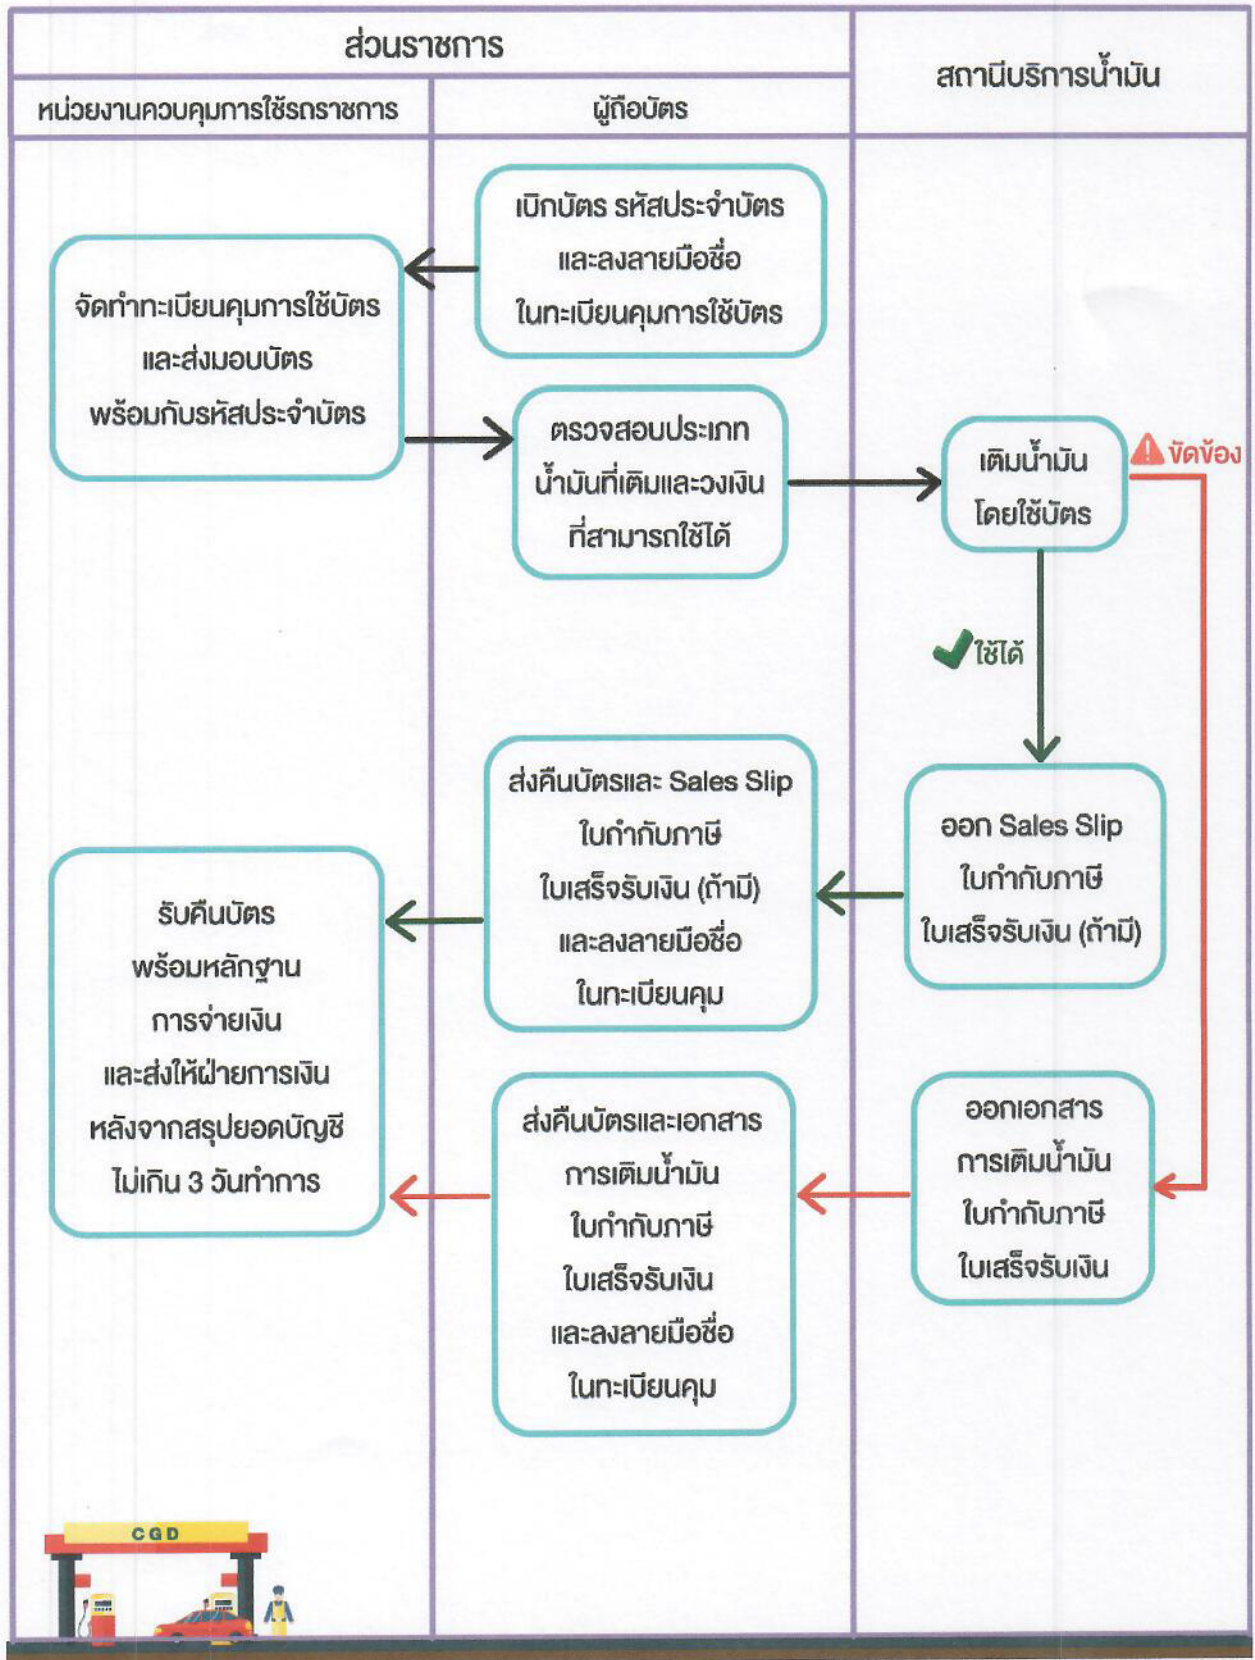 ส่วนราชการ
สถานีบริการน้ำมัน
หน่วยงานควบคุมการใช้รถราชการ
ผู้ถือบัตร
เบิกบัตร รหัสประจำบัตร
และลงลายมือชื่อ
ในทะเบียนคุมการใช้บัตร
จัดทำทะเบียนคุมการใช้บัตร
และส่งมอบบัตร
พร้อมกับรหัสประจำบัตร
ตรวจสอบประเภท
น้ำมันที่เติมและวงเงิน
ที่สามารถใช้ได้
เติมน้ำมัน
โดยใช้บัตร
ขัดข้อง
ใช้ได้
ออก Sales Slip
ใบกำกับภาษี
ใบเสร็จรับเงิน (ถ้ามี)
ส่งคืนบัตรและ Sales Slip
ใบกำกับภาษี
ใบเสร็จรับเงิน (ถ้ามี)
และลงลายมือชื่อ
ในทะเบียนคุม
รับคืนบัตร
พร้อมหลักฐาน
การจ่ายเงิน
และส่งให้ฝ่ายการเงิน
หลังจากสรุปยอดบัญชี
ไม่เกิน 3 วันทำการ
ออกเอกสาร
การเติมน้ำมัน
ใบกำกับภาษี
ใบเสร็จรับเงิน
ส่งคืนบัตรและเอกสาร
การเติมน้ำมัน
ใบกำกับภาษี
ใบเสร็จรับเงิน
และลงลายมือชื่อ
ในทะเบียนคุม
CGD